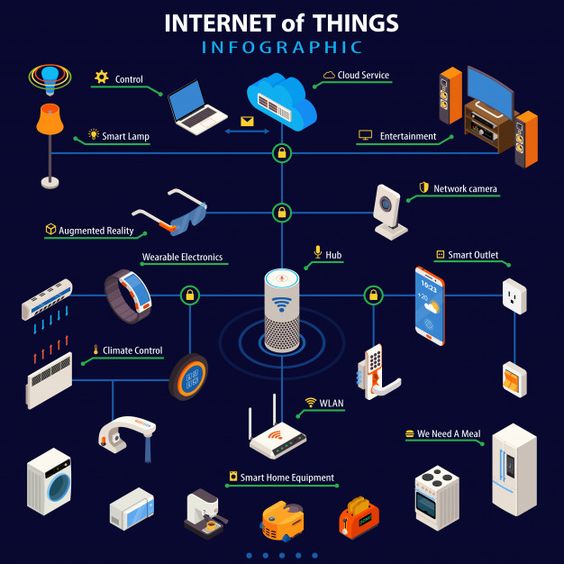 INTERNET of THINGS
INFOGRAPHIC
Control
Cloud Service
Smart Lamp
Entertainment
Network camera
Augmented Reality
Wearable Electronics
Hub
Smart Outlet
10:23
+20
Climate Control
WLAN
We Need A Meal
Smart Home Equipment